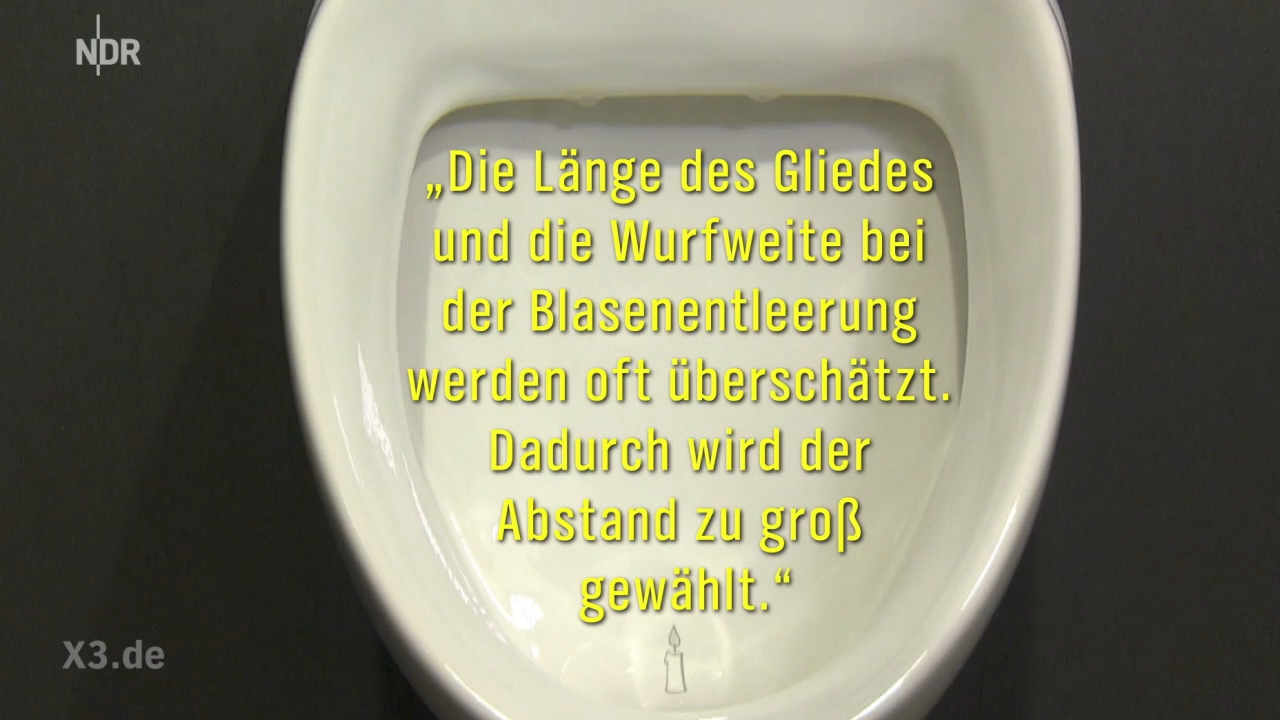 NDR
„Die Länge des Gliedes
und die Wurfweite bei
der Blasenentleerung
werden oft überschätzt.
Dadurch wird der
Abstand zu groß
gewählt.“
X3.de